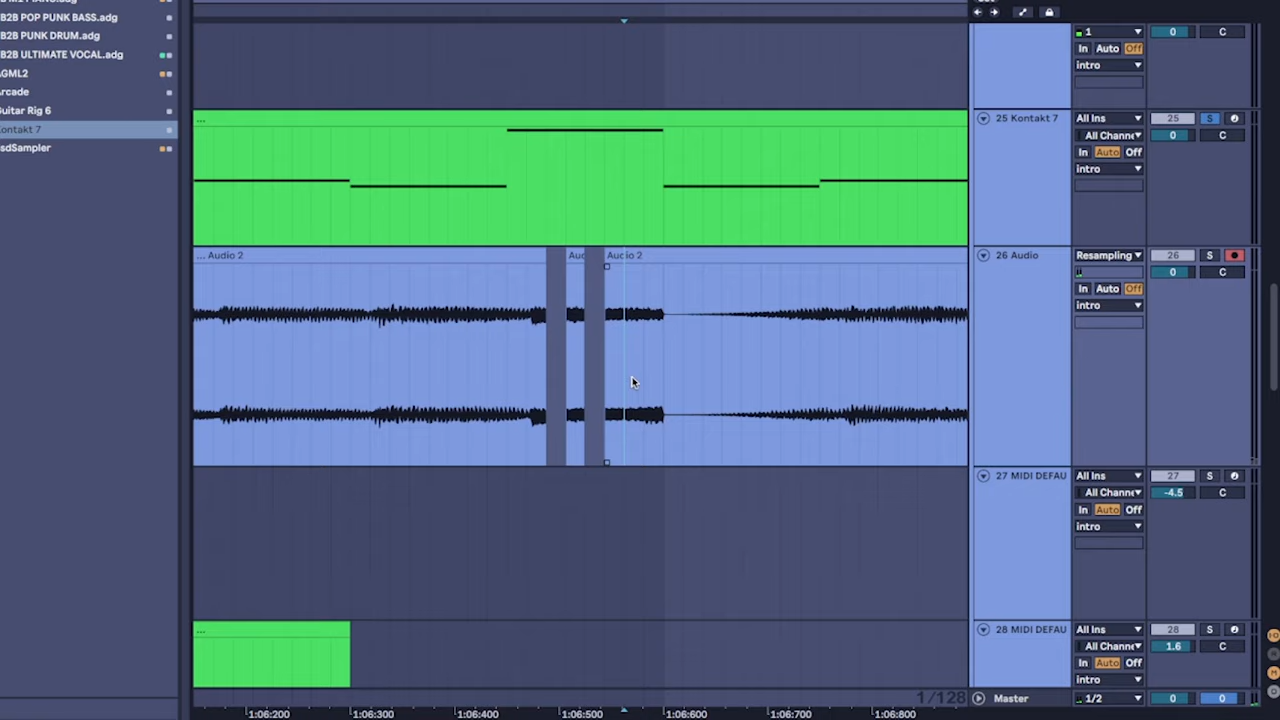 B2B POP PUNK BASS.adg
B2B PUNK DRUM.adg
B2B ULTIMATE VOCAL.adg
AGML2
Arcade
Guitar Rig 6
ontakt 7
sdSampler
1
0
C
In Auto Off
intro
...
25 Kontakt 7
All Ins
25
S
All Channe
0
C
In Auto Off
intro
... Audio 2
Auc
Audio 2
26 Audio
Resampling
26
S
0
C
In Auto Off
intro
27 MIDI DEFAU
All Ins
27
S
All Channe
-4.5
C
In Auto Off
intro
...
28 MIDI DEFAU
All Ins
28
S
All Channe
1.6
C
In Auto Off
intro
1/128
Master
1/2
0
0
1:06:200
1:06:300
1:06:400
1:06:500
1:06:600
1:06:700
1:06:800